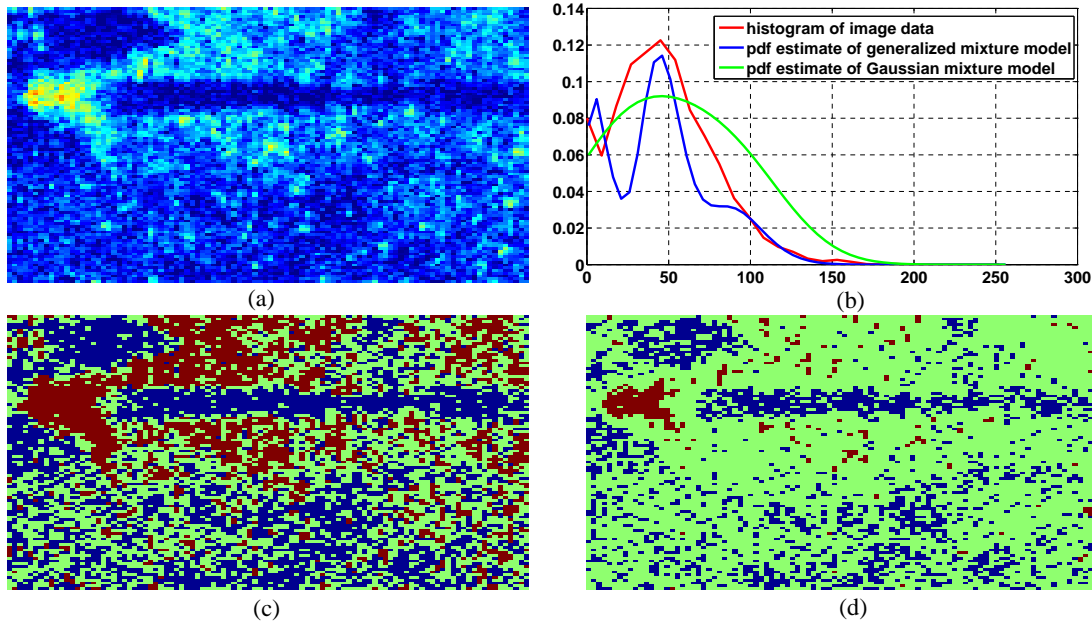 0.14
0.12
0.1
0.08
0.06
0.04
0.02
0
0 50 100 150 200 250 300
histogram of image data
pdf estimate of generalized mixture model
pdf estimate of Gaussian mixture model
(a)
(b)
(c)
(d)